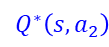 Q*(s, a₂)